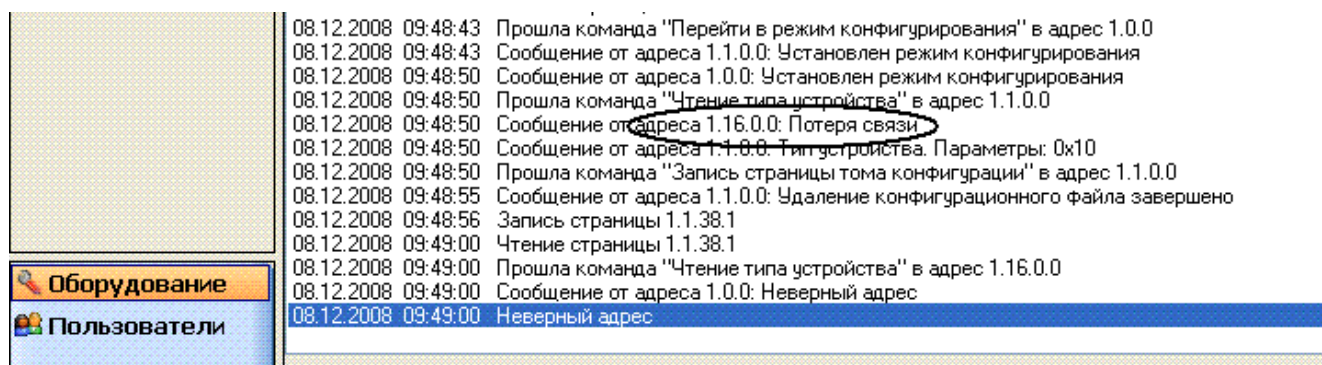 08.12.2008 09:48:43 Прошла команда "Перейти в режим конфигурирования" в адрес 1.0.0
08.12.2008 09:48:43 Сообщение от адреса 1.1.0.0: Установлен режим конфигурирования
08.12.2008 09:48:50 Сообщение от адреса 1.0.0: Установлен режим конфигурирования
08.12.2008 09:48:50 Прошла команда "Чтение типа устройства" в адрес 1.1.0.0
08.12.2008 09:48:50 Сообщение от адреса 1.16.0.0: Потеря связи
08.12.2008 09:48:50 Сообщение от адреса 1.1.0.0: Тип устройства. Параметры: 0x10
08.12.2008 09:48:50 Прошла команда "Запись страницы тома конфигурации" в адрес 1.1.0.0
08.12.2008 09:48:55 Сообщение от адреса 1.1.0.0: Удаление конфигурационного файла завершено
08.12.2008 09:48:56 Запись страницы 1.1.38.1
08.12.2008 09:49:00 Чтение страницы 1.1.38.1
08.12.2008 09:49:00 Прошла команда "Чтение типа устройства" в адрес 1.16.0.0
08.12.2008 09:49:00 Сообщение от адреса 1.0.0: Неверный адрес
08.12.2008 09:49:00 Неверный адрес
Оборудование
Пользователи